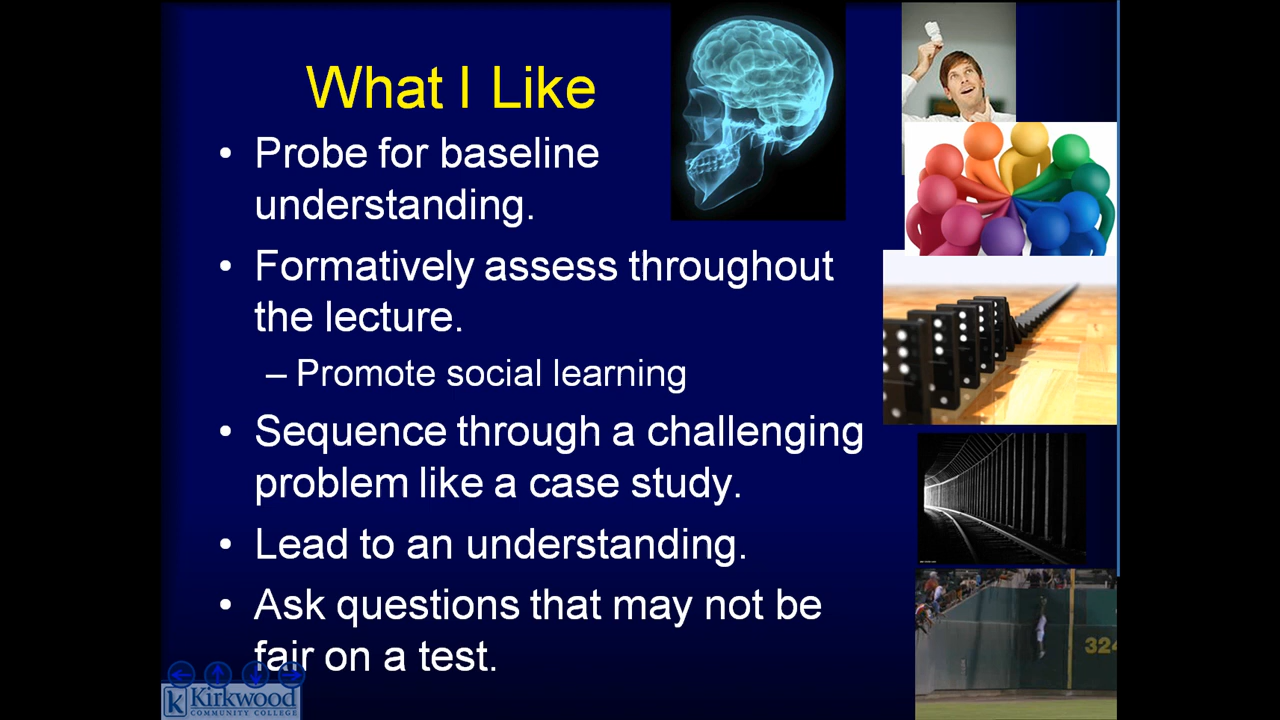 What I Like
• Probe for baseline
understanding.
• Formatively assess throughout
the lecture.
– Promote social learning
• Sequence through a challenging
problem like a case study.
• Lead to an understanding.
• Ask questions that may not be
fair on a test.
324
k Kirkwood
COMMUNITY COLLEGE